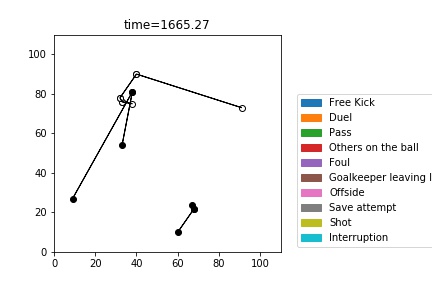 time=1665.27
100
80
60
40
20
0
0 20 40 60 80 100
Free Kick
Duel
Pass
Others on the ball
Foul
Goalkeeper leaving l
Offside
Save attempt
Shot
Interruption